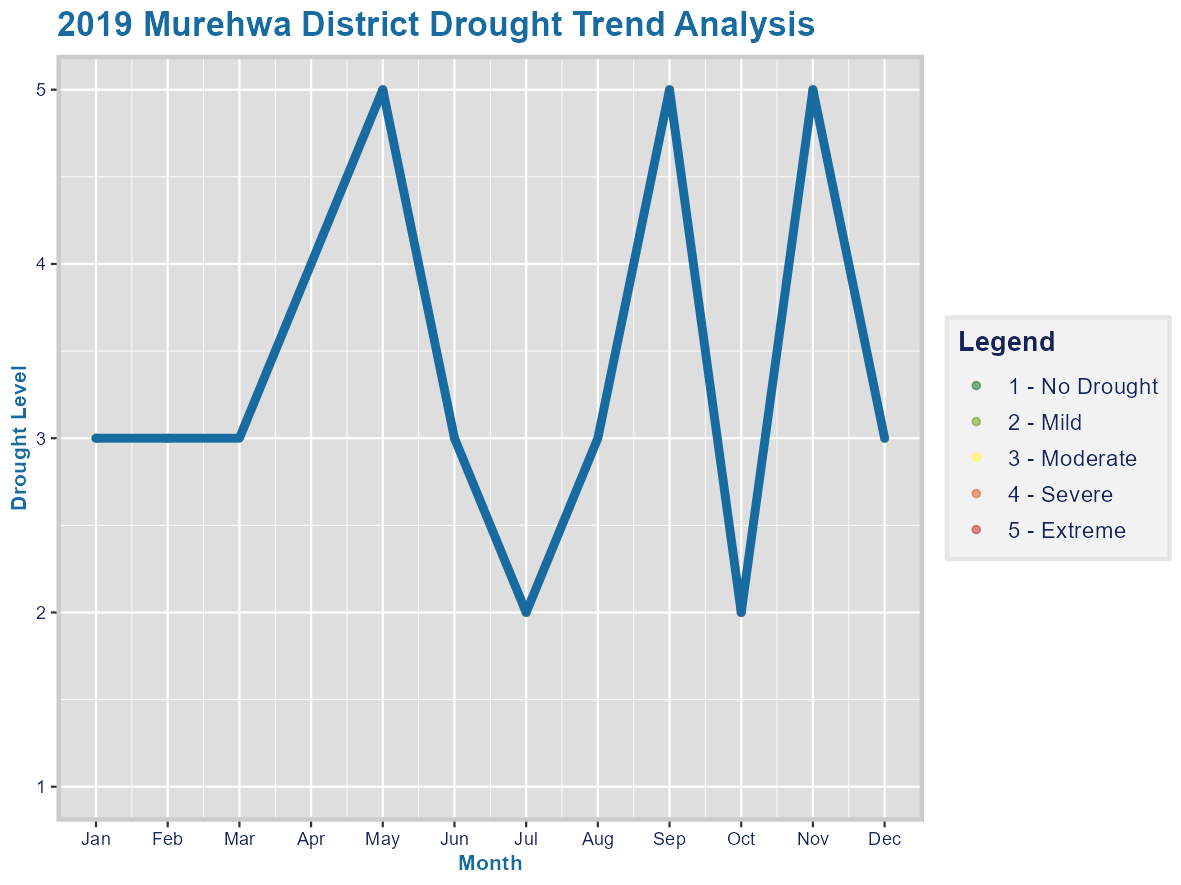 2019 Murehwa District Drought Trend Analysis
5
4
3
2
1
Drought Level
Jan Feb Mar Apr May Jun Jul Aug Sep Oct Nov Dec
Month
Legend
1 - No Drought
2 - Mild
3 - Moderate
4 - Severe
5 - Extreme